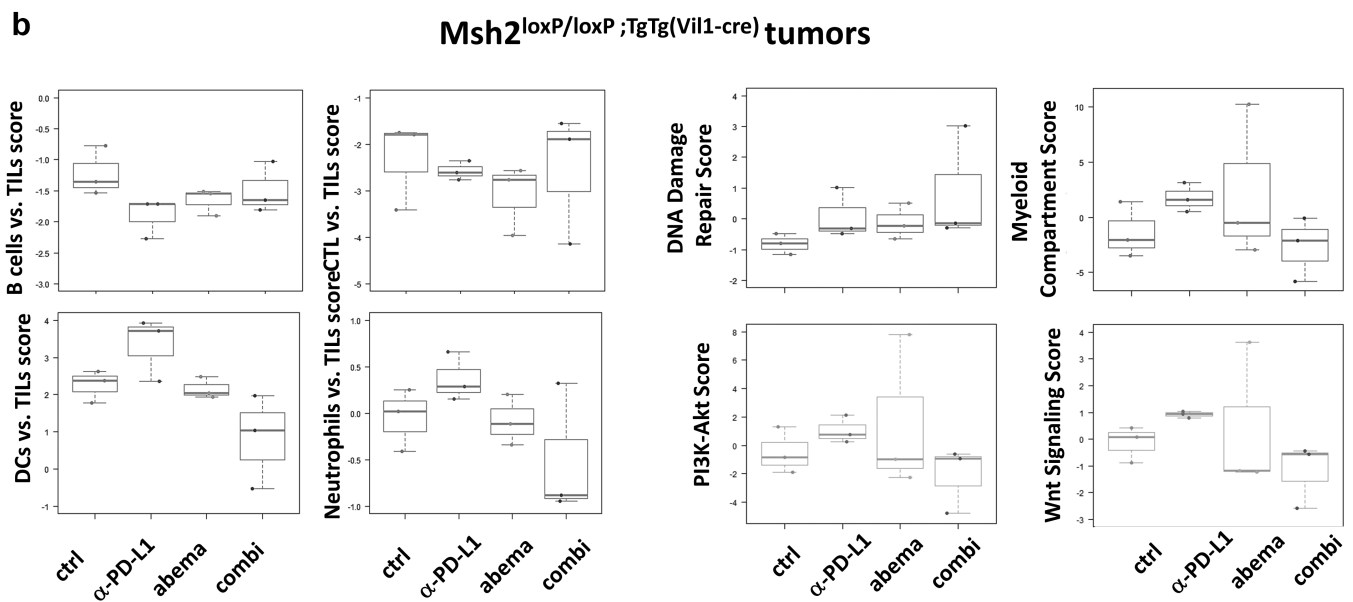 b
Msh2loxP/loxP ;TgTg(Vil1-cre) tumors
B cells vs. TILs score
0.0
-0.5
-1.0
-1.5
-2.0
-2.5
-3.0
CTL vs. TILs score
-1
-2
-3
-4
-5
DNA Damage
Repair Score
4
3
2
1
0
-1
-2
Myeloid
Compartment Score
10
5
0
-5
DCs vs. TILs score
4
3
2
1
0
-1
Neutrophils vs. TILs score
1.0
0.5
0.0
-0.5
-1.0
PI3K-Akt Score
8
6
4
2
0
-2
-4
Wnt Signaling Score
4
3
2
1
0
-1
-2
-3
ctrl
α-PD-L1
abema
combi
ctrl
α-PD-L1
abema
combi
ctrl
α-PD-L1
abema
combi
ctrl
α-PD-L1
abema
combi